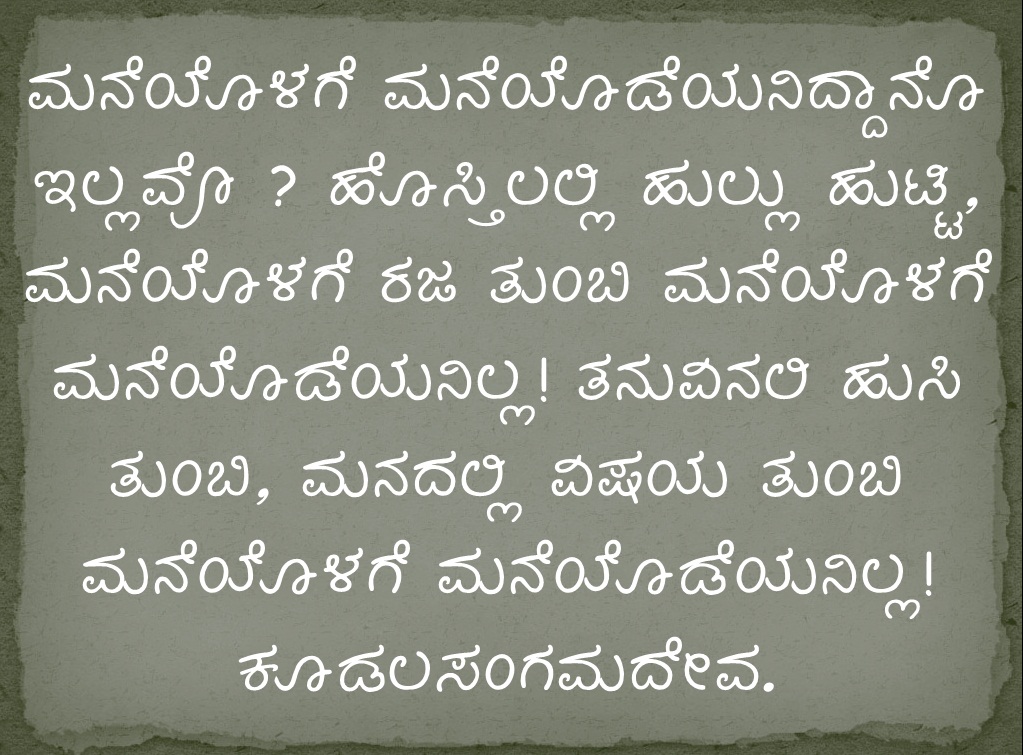 ಮನೆಯೊಳಗೆ ಮನೆಯೊಡೆಯನಿದ್ದಾನೊ
ಇಲ್ಲವೊ ? ಹೊಸ್ತಿಲಲ್ಲಿ ಹುಲ್ಲು ಹುಟ್ಟಿ,
ಮನೆಯೊಳಗೆ ರಜ ತುಂಬಿ ಮನೆಯೊಳಗೆ
ಮನೆಯೊಡೆಯನಿಲ್ಲ! ತನುವಿನಲಿ ಹುಸಿ
ತುಂಬಿ, ಮನದಲ್ಲಿ ವಿಷಯ ತುಂಬಿ
ಮನೆಯೊಳಗೆ ಮನೆಯೊಡೆಯನಿಲ್ಲ!
ಕೂಡಲಸಂಗಮದೇವ.